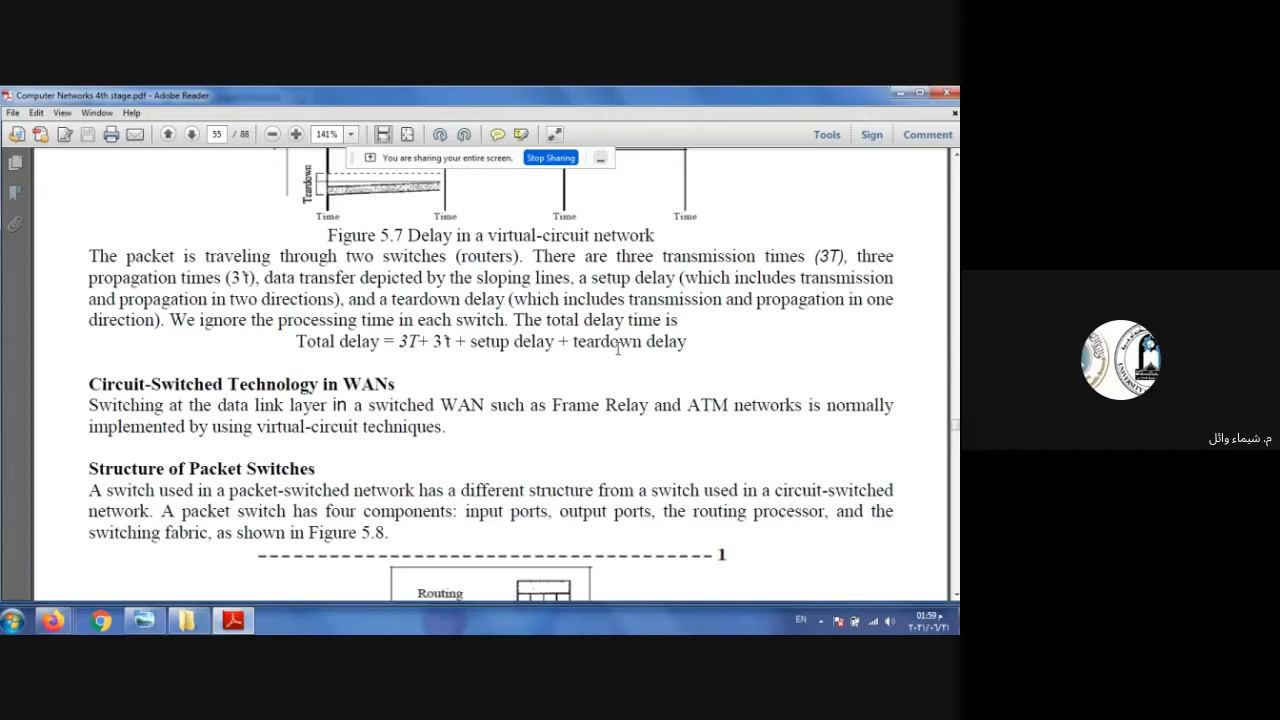 Computer Networks 4th stage.pdf - Adobe Reader
File Edit View Window Help
55 / 88 141% Tools Sign Comment
You are sharing your entire screen. Stop Sharing ...
Teardown
Time Time Time Time
Figure 5.7 Delay in a virtual-circuit network
The packet is traveling through two switches (routers). There are three transmission times (3T), three
propagation times (3t), data transfer depicted by the sloping lines, a setup delay (which includes transmission
and propagation in two directions), and a teardown delay (which includes transmission and propagation in one
direction). We ignore the processing time in each switch. The total delay time is
Total delay = 3T+ 3t + setup delay + teardown delay
Circuit-Switched Technology in WANs
Switching at the data link layer in a switched WAN such as Frame Relay and ATM networks is normally
implemented by using virtual-circuit techniques.
Structure of Packet Switches
A switch used in a packet-switched network has a different structure from a switch used in a circuit-switched
network. A packet switch has four components: input ports, output ports, the routing processor, and the
switching fabric, as shown in Figure 5.8.
1
Routing
EN
01:59 م
٢٠٢١/٠٦/٢١
م. شيماء وائل